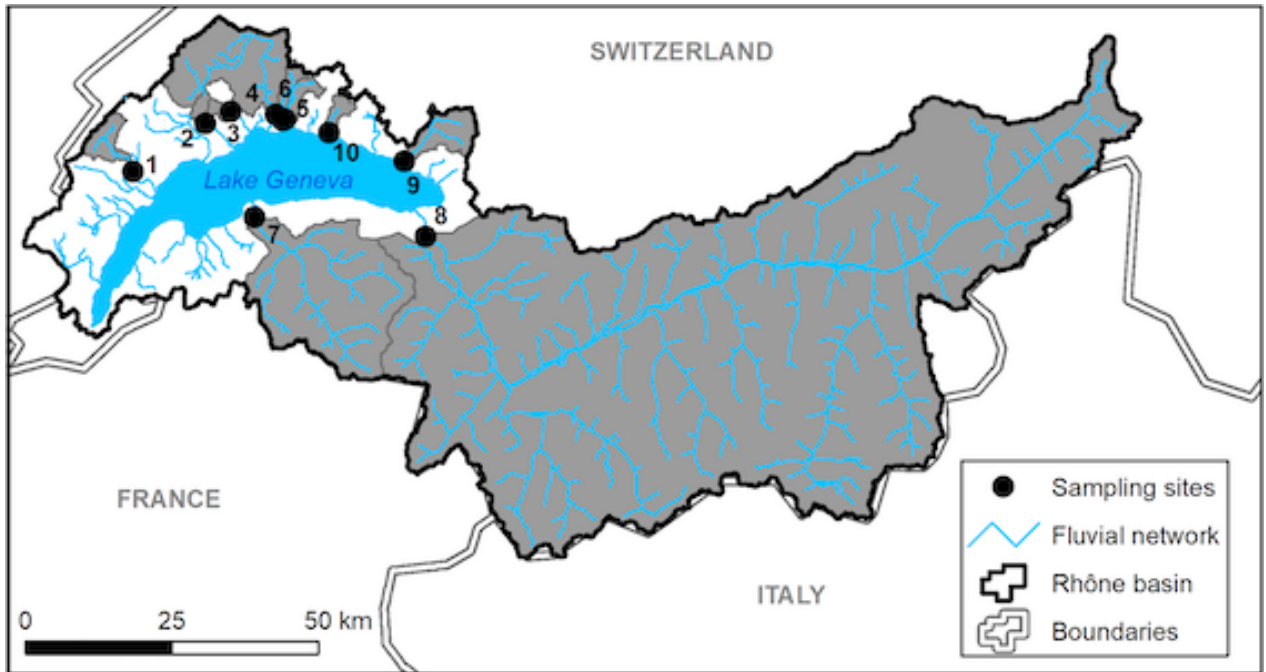 SWITZERLAND
4
6
5
2
3
10
1
9
Lake Geneva
8
7
FRANCE
ITALY
Sampling sites
Fluvial network
Rhône basin
Boundaries
0 25 50 km